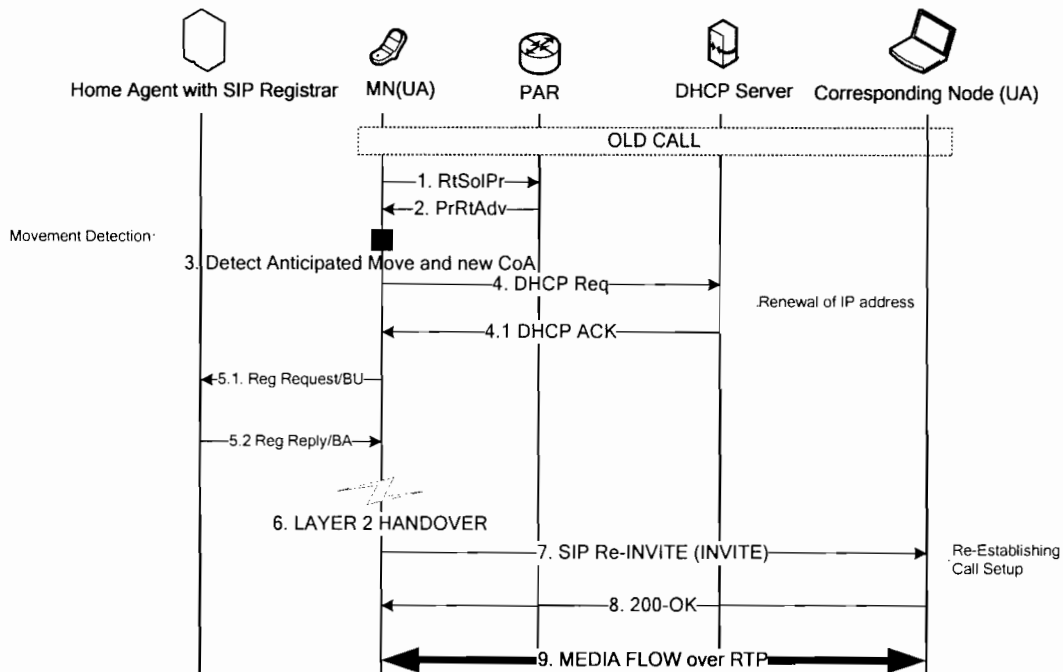 Home Agent with SIP Registrar
MN(UA)
PAR
DHCP Server
Corresponding Node (UA)
OLD CALL
1. RtSolPr
2. PrRtAdv
Movement Detection
3. Detect Anticipated Move and new CoA
4. DHCP Req
.Renewal of IP address
4.1 DHCP ACK
5.1. Reg Request/BU
5.2 Reg Reply/BA
6. LAYER 2 HANDOVER
7. SIP Re-INVITE (INVITE)
Re-Establishing
Call Setup
8. 200-OK
9. MEDIA FLOW over RTP